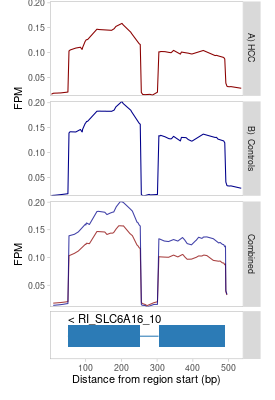 0.20
0.15
0.10
0.05
A) HCC
FPM
0.20
0.15
0.10
0.05
B) Controls
0.20
0.15
0.10
0.05
FPM
Combined
< RI_SLC6A16_10
100 200 300 400 500
Distance from region start (bp)